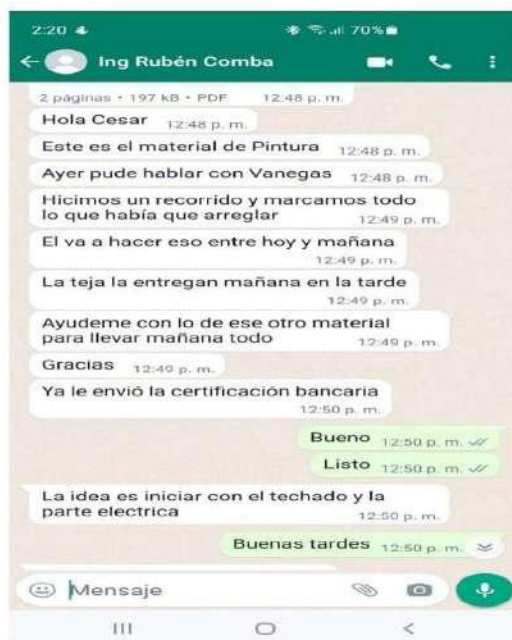 2:20
70%
Ing Rubén Comba
2 páginas • 197 kB • PDF 12:48 p. m.
Hola Cesar 12:48 p. m.
Este es el material de Pintura 12:48 p. m.
Ayer pude hablar con Vanegas 12:48 p. m.
Hicimos un recorrido y marcamos todo
lo que había que arreglar 12:49 p. m.
El va a hacer eso entre hoy y mañana
12:49 p. m.
La teja la entregan mañana en la tarde
12:49 p. m.
Ayudeme con lo de ese otro material
para llevar mañana todo 12:49 p. m.
Gracias 12:49 p. m.
Ya le envió la certificación bancaria
12:50 p. m.
Bueno 12:50 p. m.
Listo 12:50 p. m.
La idea es iniciar con el techado y la
parte electrica 12:50 p. m.
Buenas tardes 12:50 p. m.
Mensaje